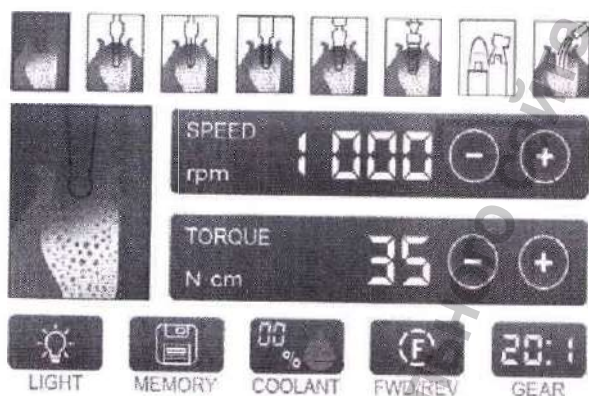 SPEED
rpm
1000
-
+
TORQUE
N cm
35
-
+
00
%
F
20:1
LIGHT
MEMORY
COOLANT
FWD/REV
GEAR